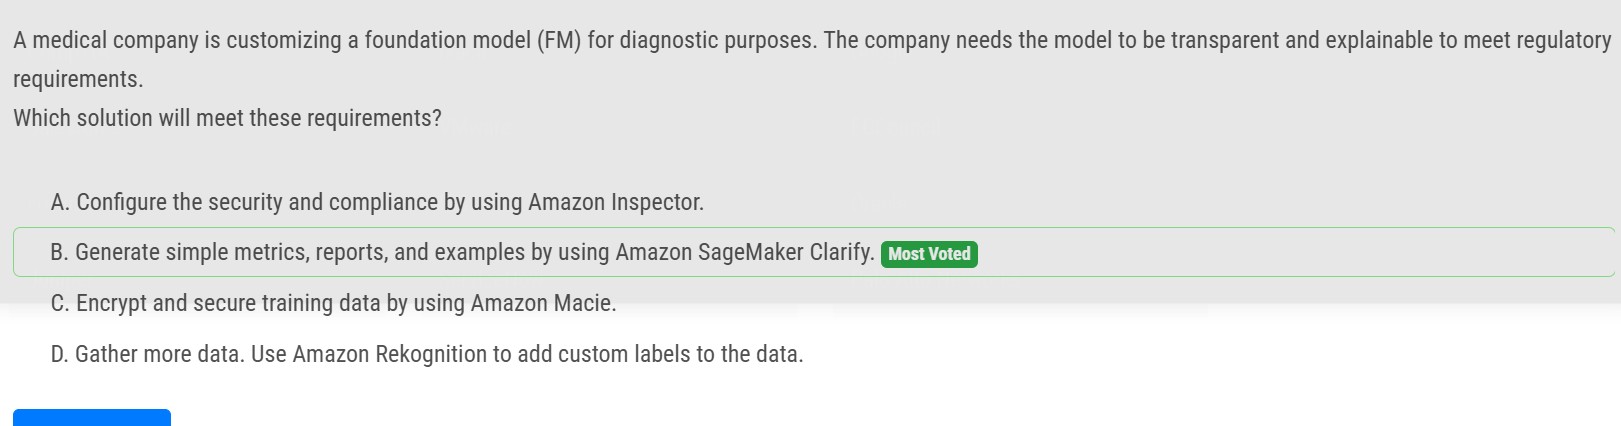 A medical company is customizing a foundation model (FM) for diagnostic purposes. The company needs the model to be transparent and explainable to meet regulatory
requirements.
Which solution will meet these requirements?
A. Configure the security and compliance by using Amazon Inspector.
B. Generate simple metrics, reports, and examples by using Amazon SageMaker Clarify. Most Voted
C. Encrypt and secure training data by using Amazon Macie.
D. Gather more data. Use Amazon Rekognition to add custom labels to the data.